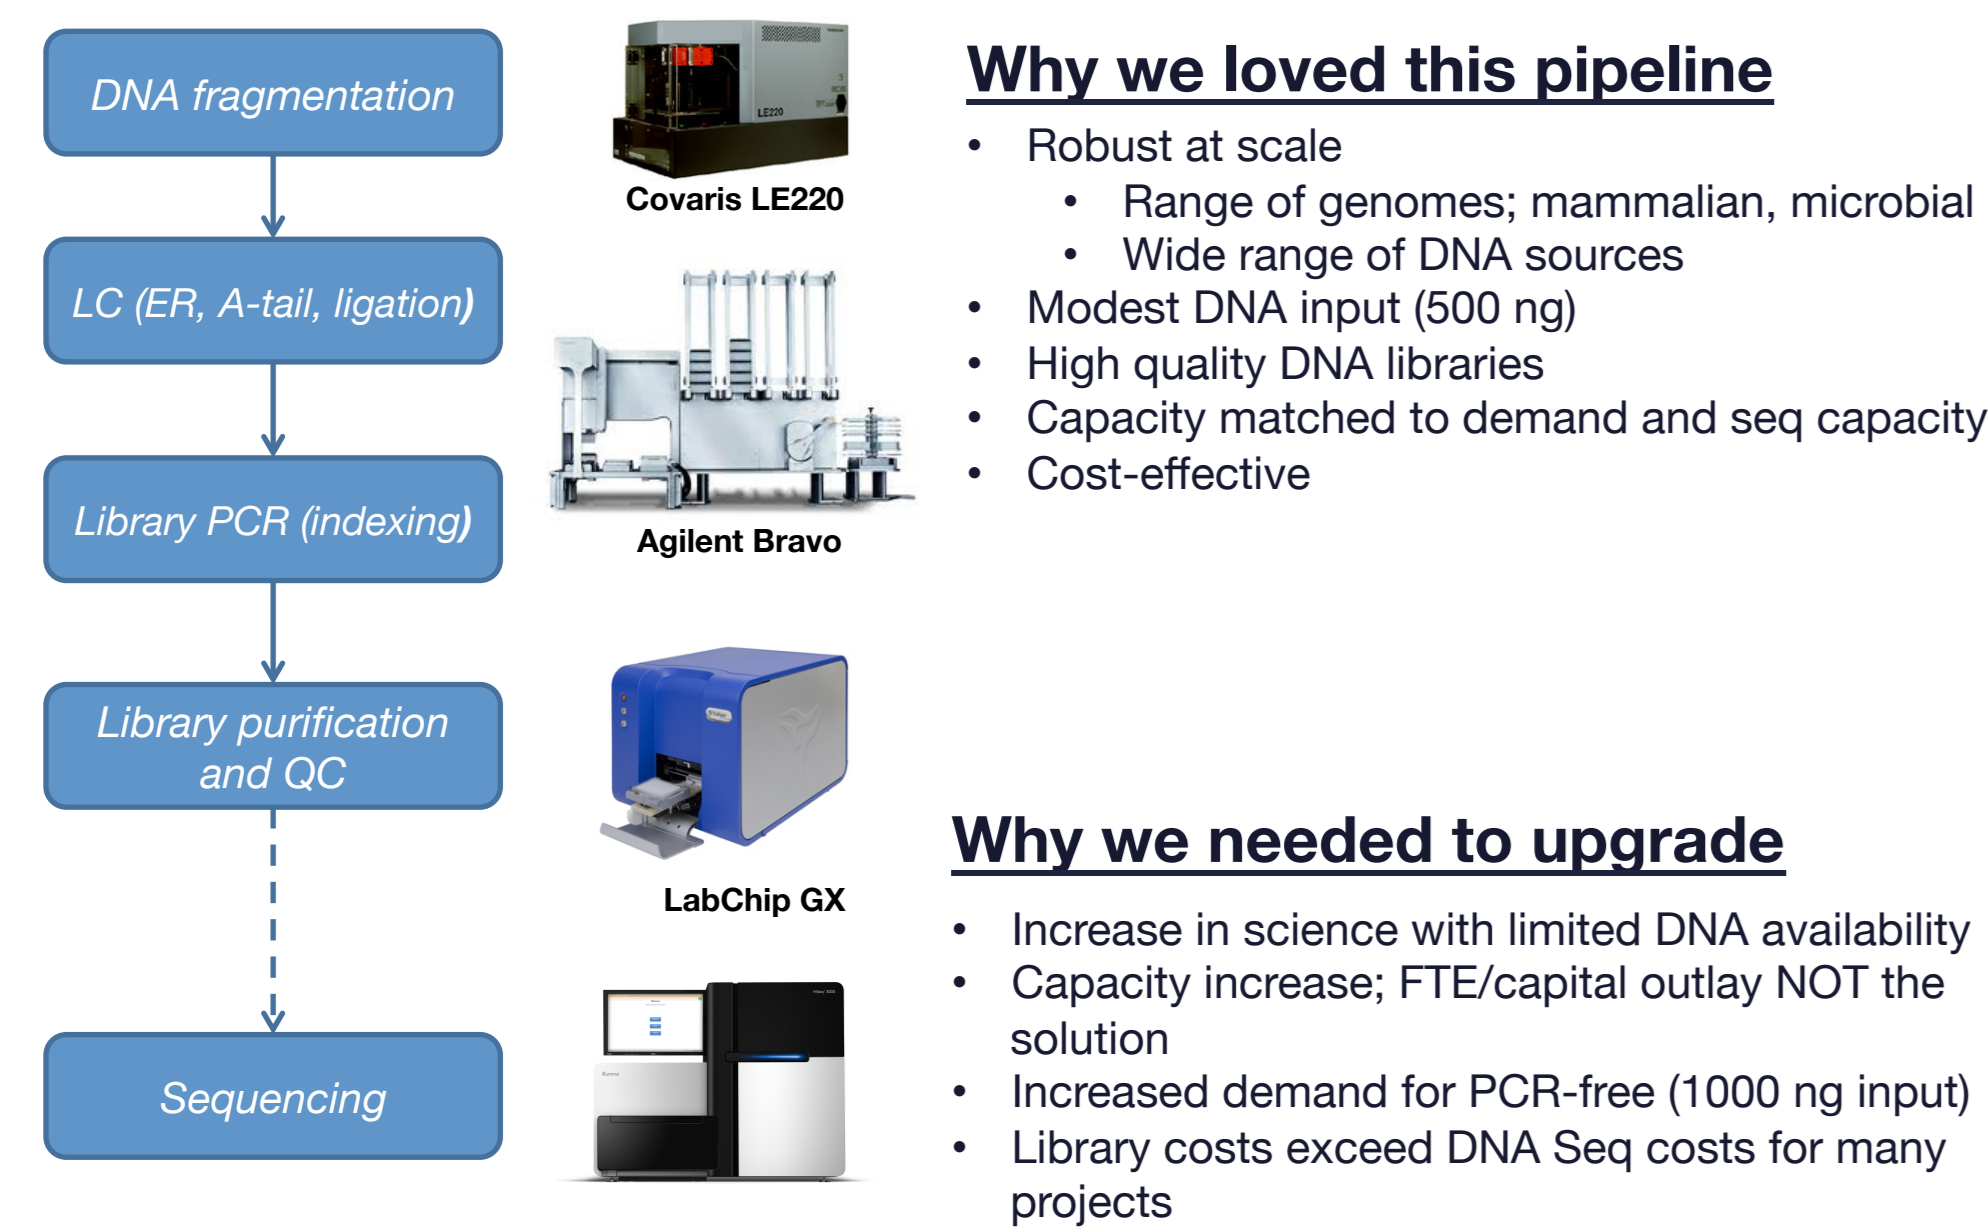 DNA fragmentation
LC (ER, A-tail, ligation)
Library PCR (indexing)
Library purification
and QC
Sequencing
LE220
Covaris LE220
Agilent Bravo
LabChip GX
Why we loved this pipeline
• Robust at scale
• Range of genomes; mammalian, microbial
• Wide range of DNA sources
• Modest DNA input (500 ng)
• High quality DNA libraries
• Capacity matched to demand and seq capacity
• Cost-effective
Why we needed to upgrade
• Increase in science with limited DNA availability
• Capacity increase; FTE/capital outlay NOT the
solution
• Increased demand for PCR-free (1000 ng input)
• Library costs exceed DNA Seq costs for many
projects